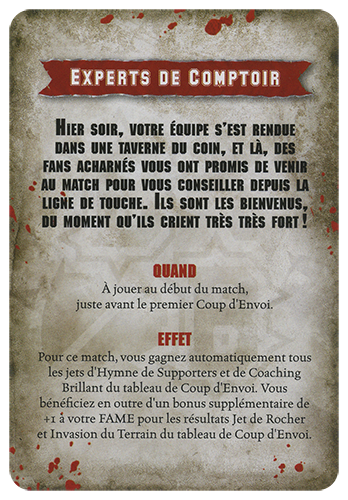 EXPERTS DE COMPTOIR
HIER SOIR, VOTRE ÉQUIPE S'EST RENDUE
DANS UNE TAVERNE DU COIN, ET LÀ, DES
FANS ACHARNÉS VOUS ONT PROMIS DE VENIR
AU MATCH POUR VOUS CONSEILLER DEPUIS LA
LIGNE DE TOUCHE. ILS SONT LES BIENVENUS,
DU MOMENT QU'ILS CRIENT TRÈS TRÈS FORT !
QUAND
À jouer au début du match,
juste avant le premier Coup d'Envoi.
EFFET
Pour ce match, vous gagnez automatiquement tous
les jets d'Hymne de Supporters et de Coaching
Brillant du tableau de Coup d'Envoi. Vous
bénéficiez en outre d'un bonus supplémentaire de
+1 à votre FAME pour les résultats Jet de Rocher
et Invasion du Terrain du tableau de Coup d'Envoi.